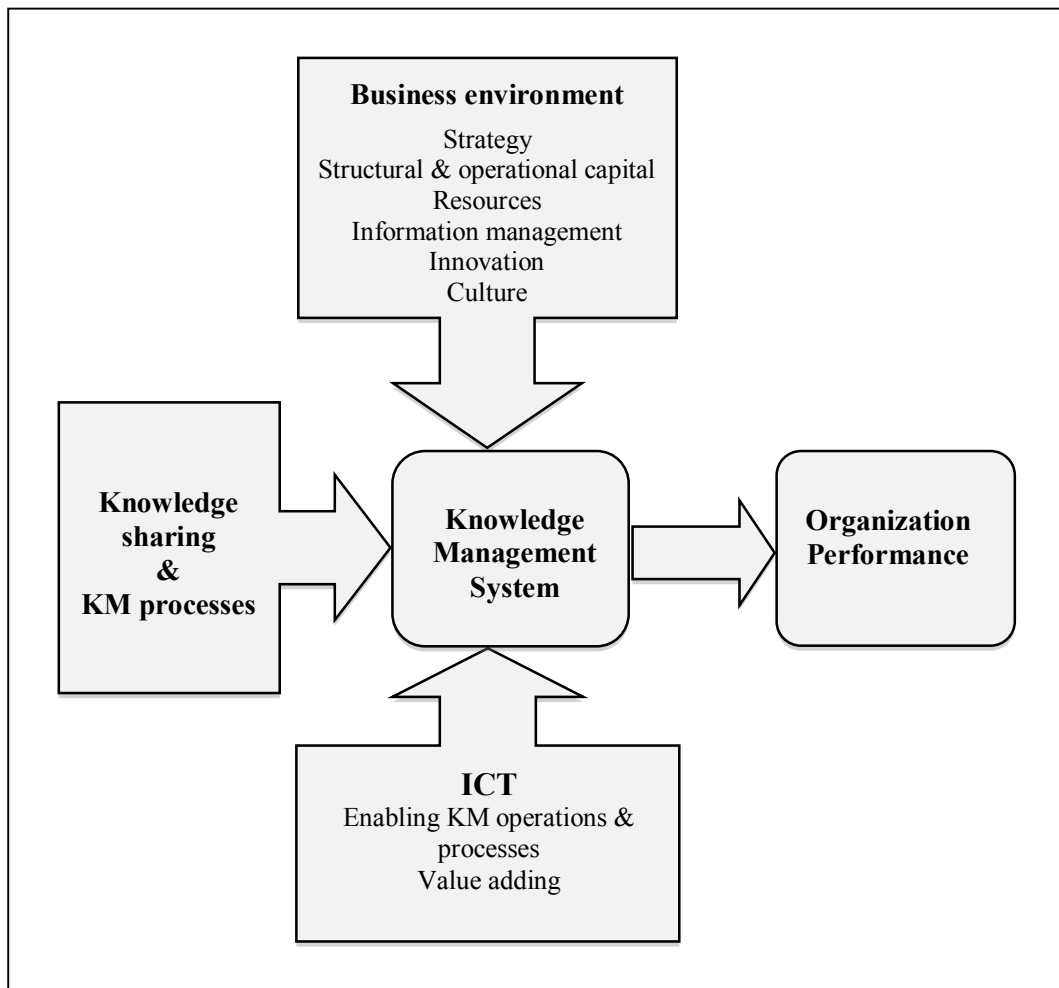 Business environment
Strategy
Structural & operational capital
Resources
Information management
Innovation
Culture
Knowledge
sharing
&
KM processes
Knowledge
Management
System
Organization
Performance
ICT
Enabling KM operations &
processes
Value adding